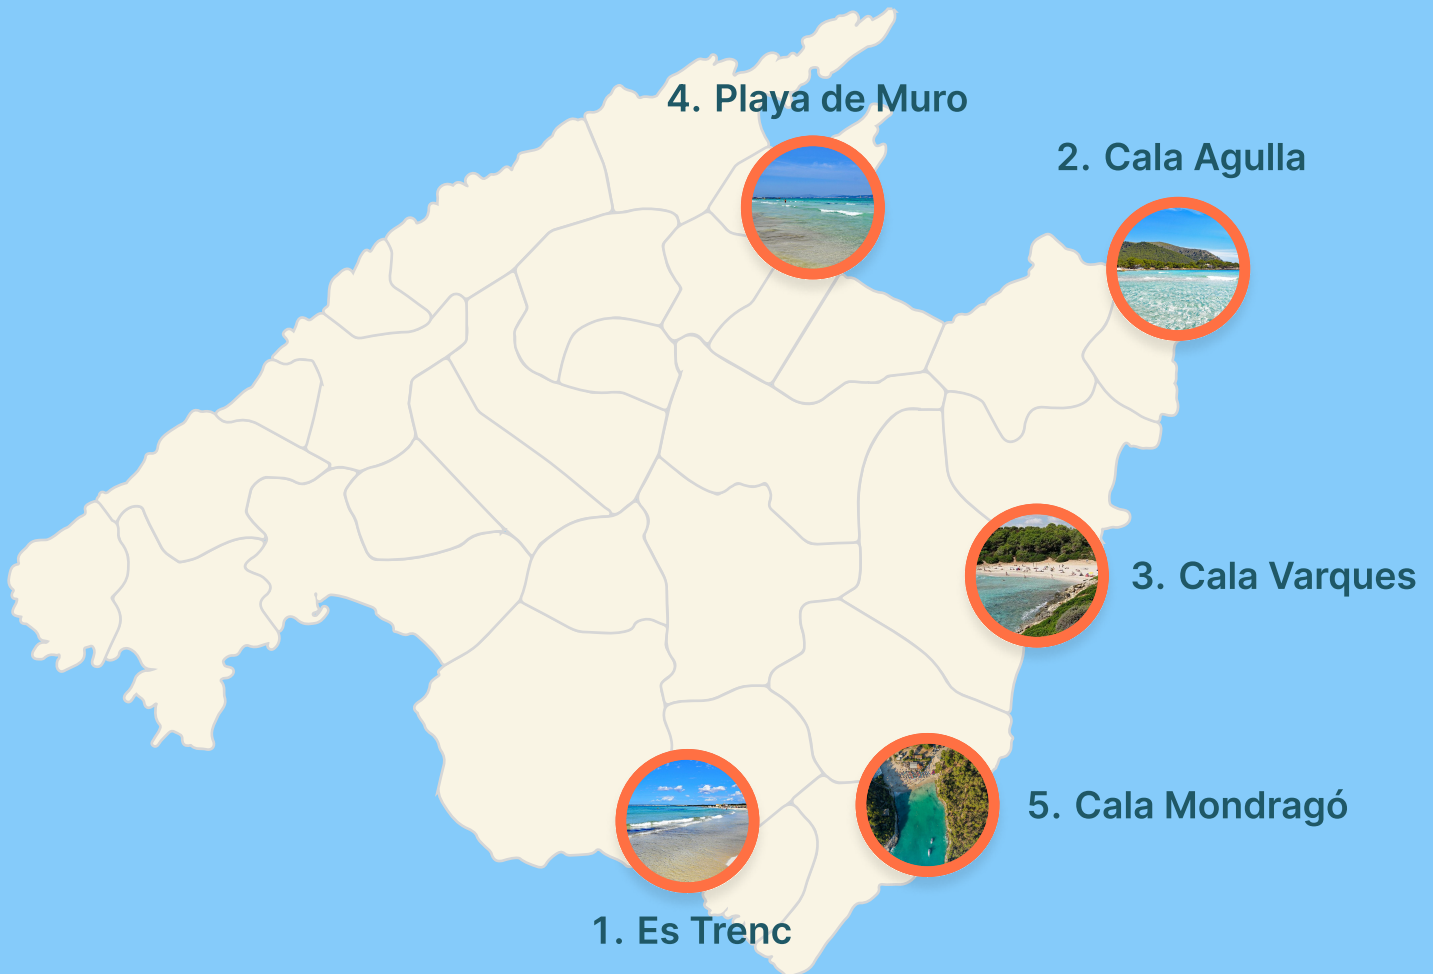 4. Playa de Muro
2. Cala Agulla
3. Cala Varques
5. Cala Mondragó
1. Es Trenc